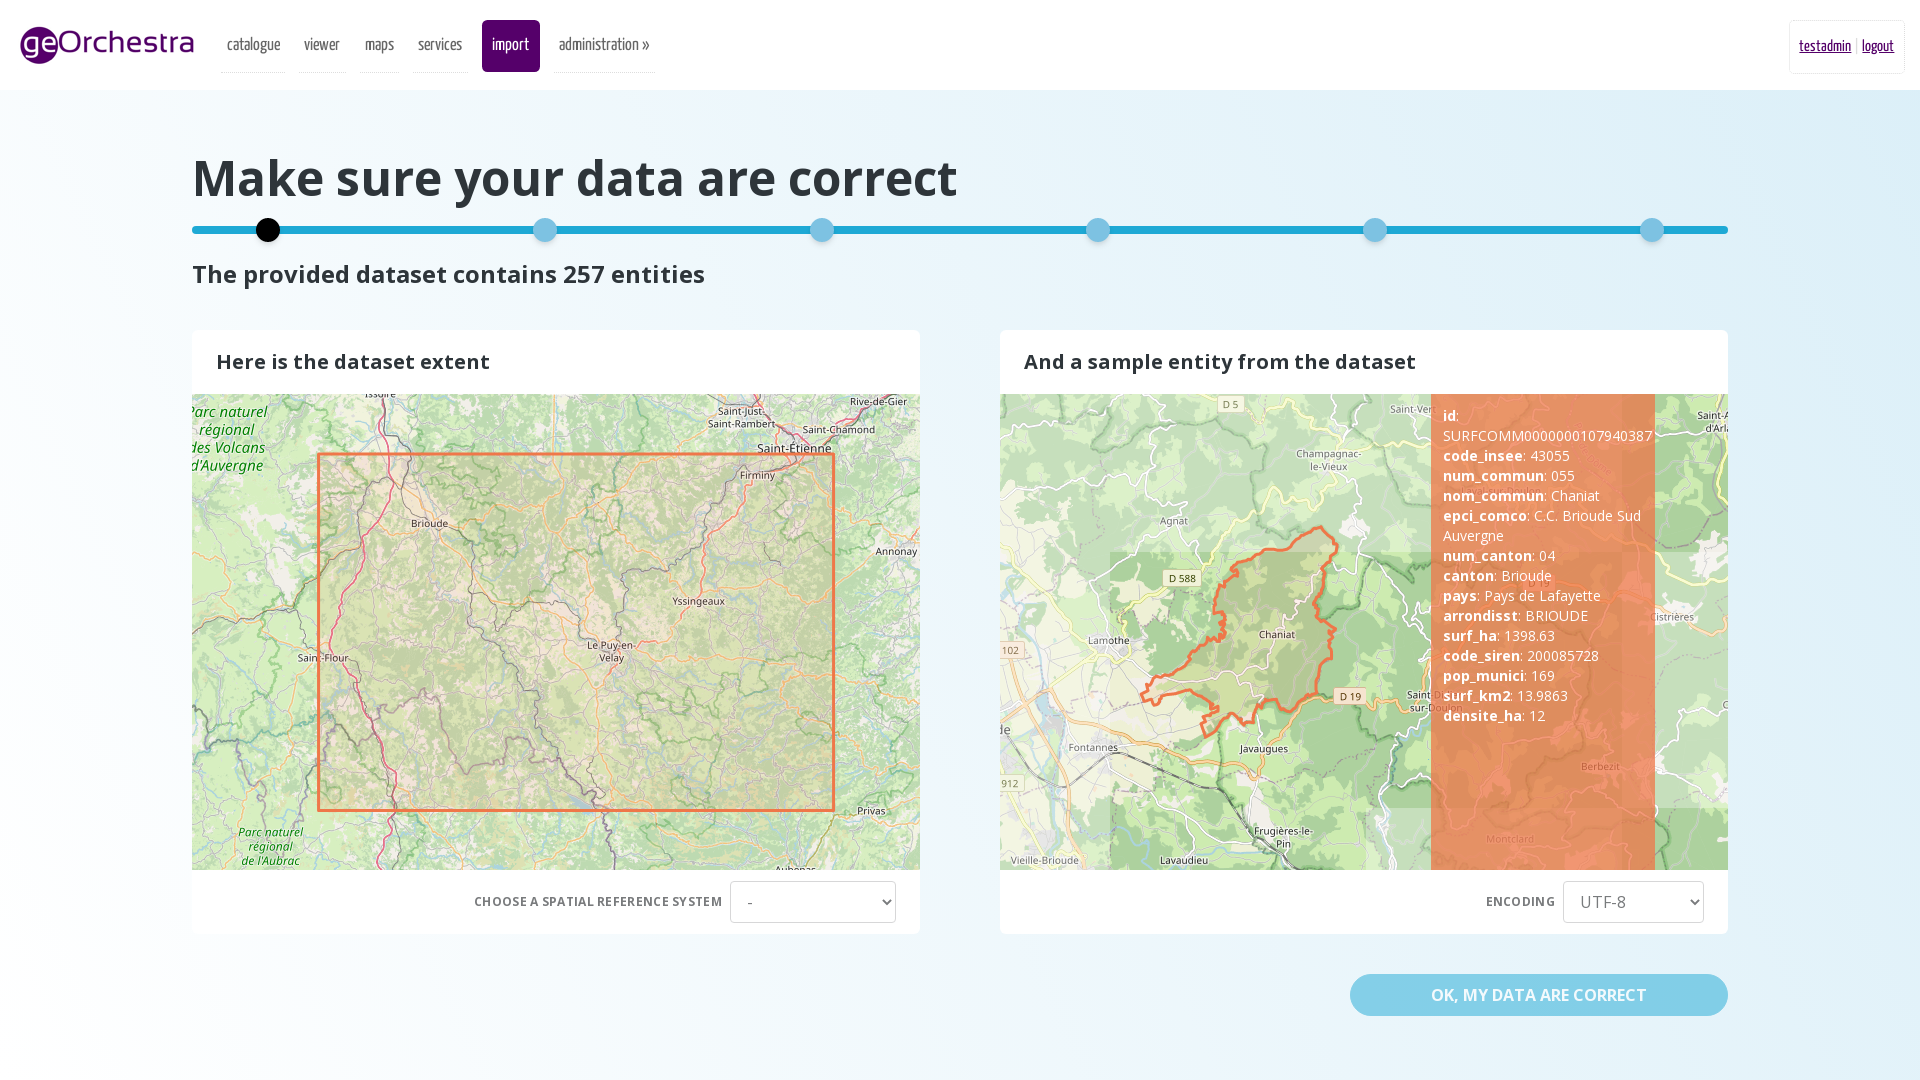 geOrchestra
catalogue
viewer
maps
services
import
administration »
testadmin | logout
Make sure your data are correct
The provided dataset contains 257 entities
Here is the dataset extent
Issoire
Parc naturel
régional
des Volcans
d'Auvergne
Saint-Just-
Saint-Rambert
Rive-de-Gier
Saint-Chamond
Saint-Étienne
Firminy
Brioude
Annonay
Yssingeaux
Le Puy-en-
Velay
Saint-Flour
Privas
Parc naturel
régional
de l'Aubrac
Aubenas
CHOOSE A SPATIAL REFERENCE SYSTEM
-
And a sample entity from the dataset
D 5
Saint-Vert
Champagnac-
le-Vieux
Agnat
D 588
Lamothe
102
Chaniat
Cistrières
D 19
Fontannes
Javaugues
912
Berbezit
Montclard
Frugières-le-
Pin
Vieille-Brioude
Lavaudieu
id:
SURFCOMM0000000107940387
code_insee: 43055
num_commun: 055
nom_commun: Chaniat
epci_comco: C.C. Brioude Sud
Auvergne
num_canton: 04
canton: Brioude
pays: Pays de Lafayette
arrondisst: BRIOUDE
surf_ha: 1398.63
code_siren: 200085728
pop_munici: 169
surf_km2: 13.9863
densite_ha: 12
ENCODING
UTF-8
OK, MY DATA ARE CORRECT